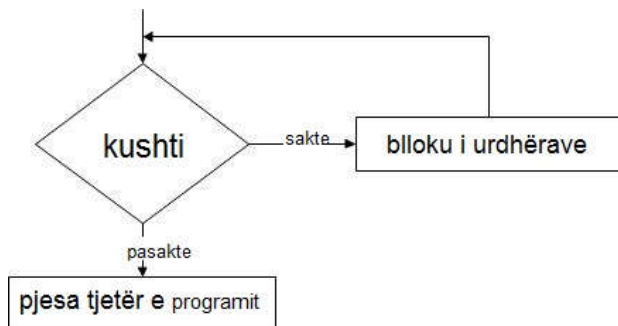 kushti
sakte
blloku i urdhërave
pasakte
pjesa tjetër e programit